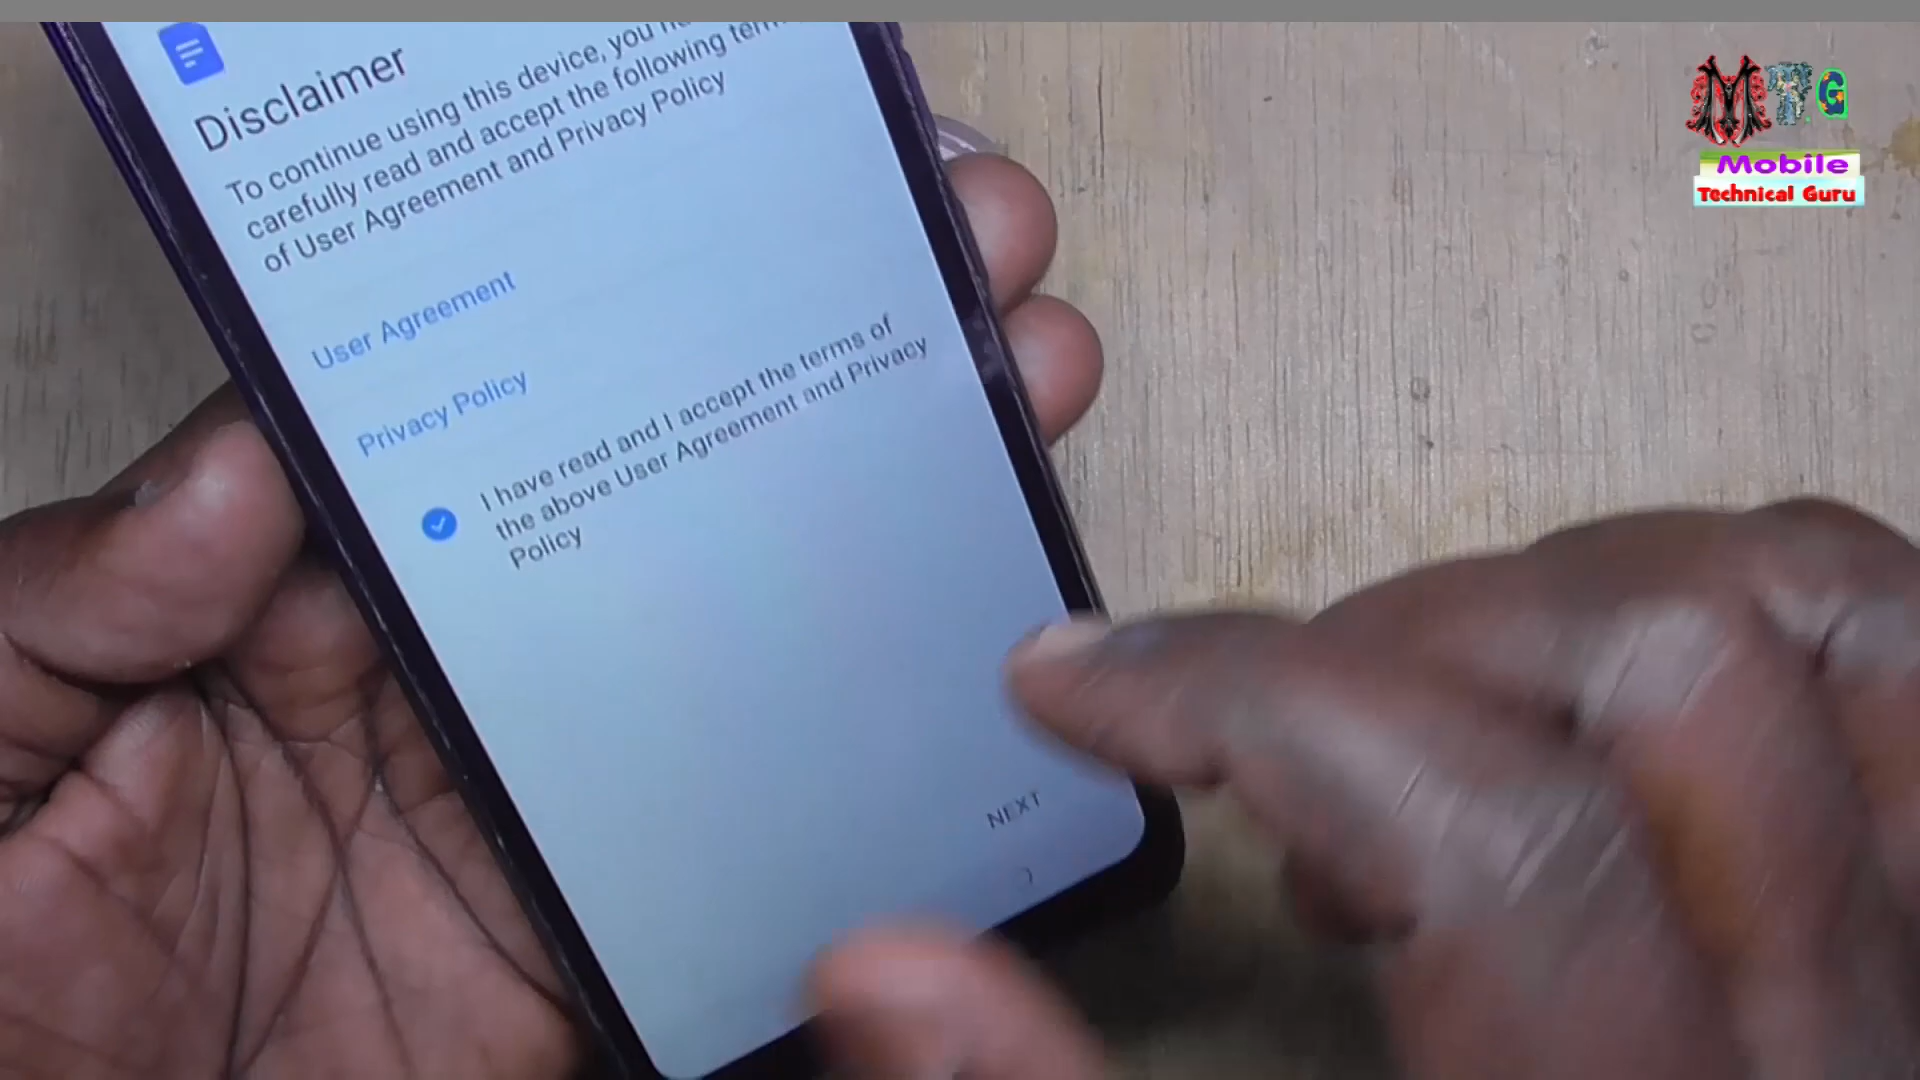 Disclaimer
To continue using this device, you
carefully read and accept the following
of User Agreement and Privacy Policy
User Agreement
Privacy Policy
I have read and I accept the terms of
the above User Agreement and Privacy
Policy
NEXT
MTG
Mobile
Technical Guru